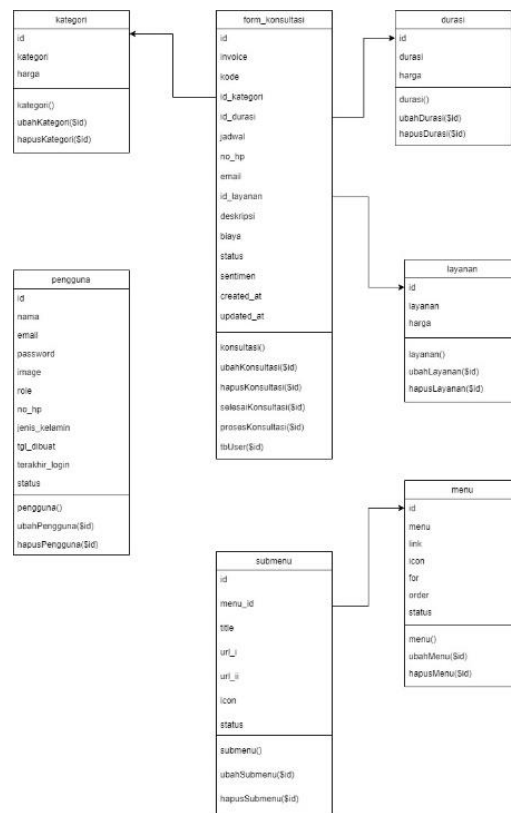 kategori
id
kategori
harga
kategori()
ubahKategori($id)
hapusKategori($id)
form_konsultasi
id
invoice
kode
id_kategori
id_durasi
jadwal
no_hp
email
id_layanan
deskripsi
biaya
status
sentimen
created_at
updated_at
konsultasi()
ubahKonsultasi($id)
hapusKonsultasi($id)
selesaiKonsultasi($id)
prosesKonsultasi($id)
tblUser($id)
durasi
id
durasi
harga
durasi()
ubahDurasi($id)
hapusDurasi($id)
layanan
id
layanan
harga
layanan()
ubahLayanan($id)
hapusLayanan($id)
pengguna
id
nama
email
password
image
role
no_hp
jenis_kelamin
tgl_dibuat
terakhir_login
status
pengguna()
ubahPengguna($id)
hapusPengguna($id)
submenu
id
menu_id
title
url_i
url_ii
icon
status
submenu()
ubahSubmenu($id)
hapusSubmenu($id)
menu
id
menu
link
icon
for
order
status
menu()
ubahMenu($id)
hapusMenu($id)